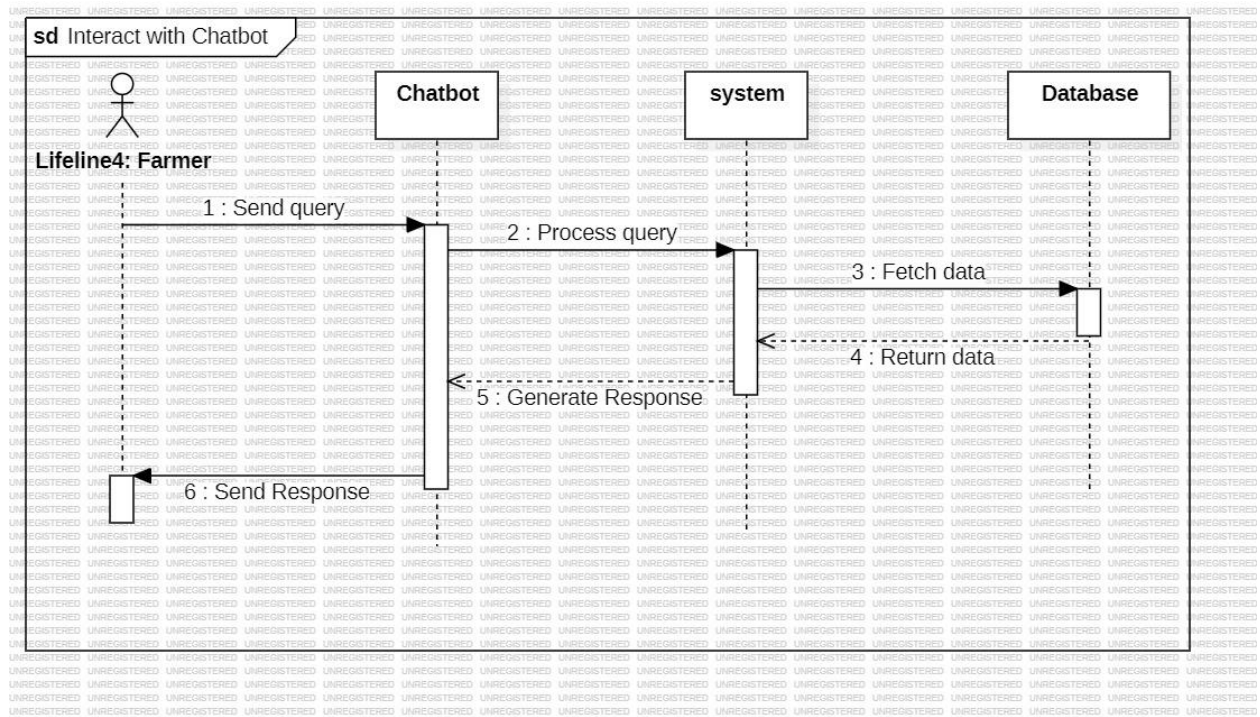 sd Interact with Chatbot
Chatbot
system
Database
Lifeline4: Farmer
1 : Send query
2 : Process query
3 : Fetch data
4 : Return data
5 : Generate Response
6 : Send Response
UNREGISTERED